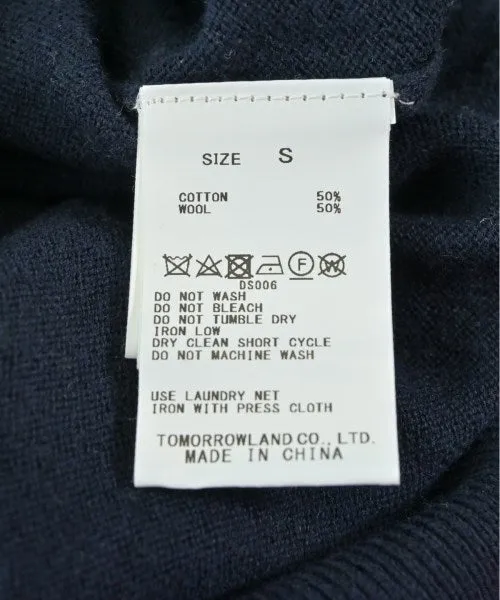 SIZE S
COTTON 50%
WOOL 50%
F W
DS006
DO NOT WASH
DO NOT BLEACH
DO NOT TUMBLE DRY
IRON LOW
DRY CLEAN SHORT CYCLE
DO NOT MACHINE WASH
USE LAUNDRY NET
IRON WITH PRESS CLOTH
TOMORROWLAND CO., LTD.
MADE IN CHINA